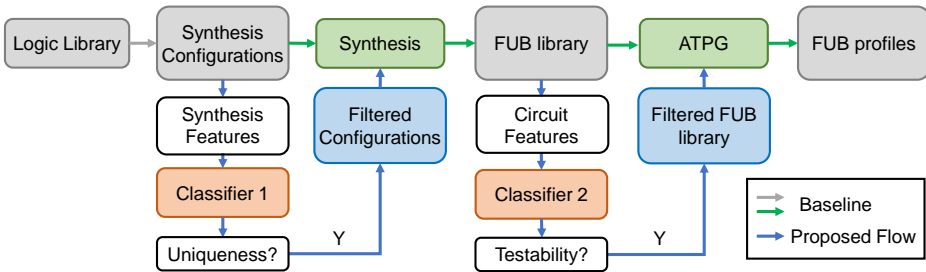 Logic Library
Synthesis
Configurations
Synthesis
FUB library
ATPG
FUB profiles
Synthesis
Features
Filtered
Configurations
Circuit
Features
Filtered FUB
library
Classifier 1
Classifier 2
Uniqueness?
Y
Testability?
Y
Baseline
Proposed Flow